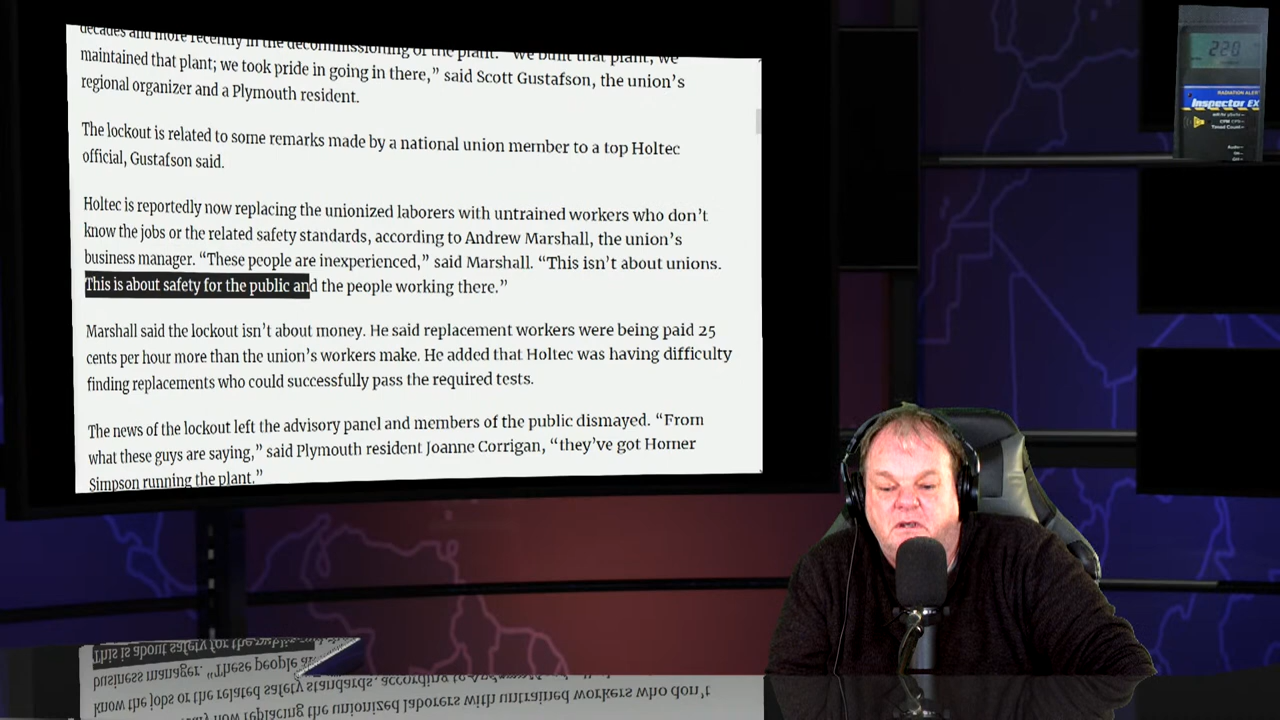 decades and more recently in the decommissioning of the plant. “We built that plant; we
maintained that plant; we took pride in going in there,” said Scott Gustafson, the union’s
regional organizer and a Plymouth resident.
The lockout is related to some remarks made by a national union member to a top Holtec
official, Gustafson said.
Holtec is reportedly now replacing the unionized laborers with untrained workers who don’t
know the jobs or the related safety standards, according to Andrew Marshall, the union’s
business manager. “These people are inexperienced,” said Marshall. “This isn’t about unions.
This is about safety for the public and the people working there.”
Marshall said the lockout isn’t about money. He said replacement workers were being paid 25
cents per hour more than the union’s workers make. He added that Holtec was having difficulty
finding replacements who could successfully pass the required tests.
The news of the lockout left the advisory panel and members of the public dismayed. “From
what these guys are saying,” said Plymouth resident Joanne Corrigan, “they’ve got Homer
Simpson running the plant.”
220
RADIATION ALERT
Inspector EX
CPM CPS
Timed Count
Audio
On
Off